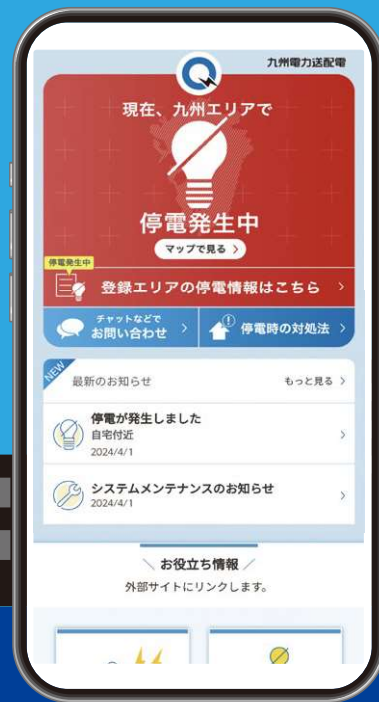 九州電力送配電
現在、九州エリアで
停電発生中
マップで見る
停電発生中
登録エリアの停電情報はこちら
チャットなどで
お問い合わせ
停電時の対処法
NEW
最新のお知らせ
もっと見る
停電が発生しました
自宅付近
2024/4/1
システムメンテナンスのお知らせ
2024/4/1
お役立ち情報
外部サイトにリンクします。